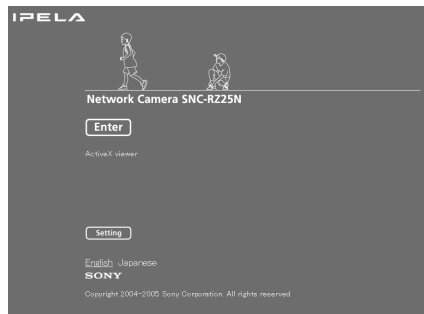 IPELA
Network Camera SNC-RZ25N
Enter
ActiveX viewer
Setting
English Japanese
SONY
Copyright 2004-2005 Sony Corporation. All rights reserved.